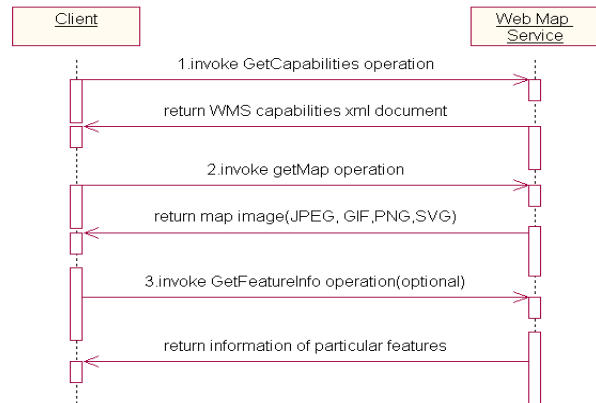 Client
Web Map
Service
1.invoke GetCapabilities operation
return WMS capabilities xml document
2.invoke getMap operation
return map image(JPEG, GIF,PNG,SVG)
3.invoke GetFeatureInfo operation(optional)
return information of particular features